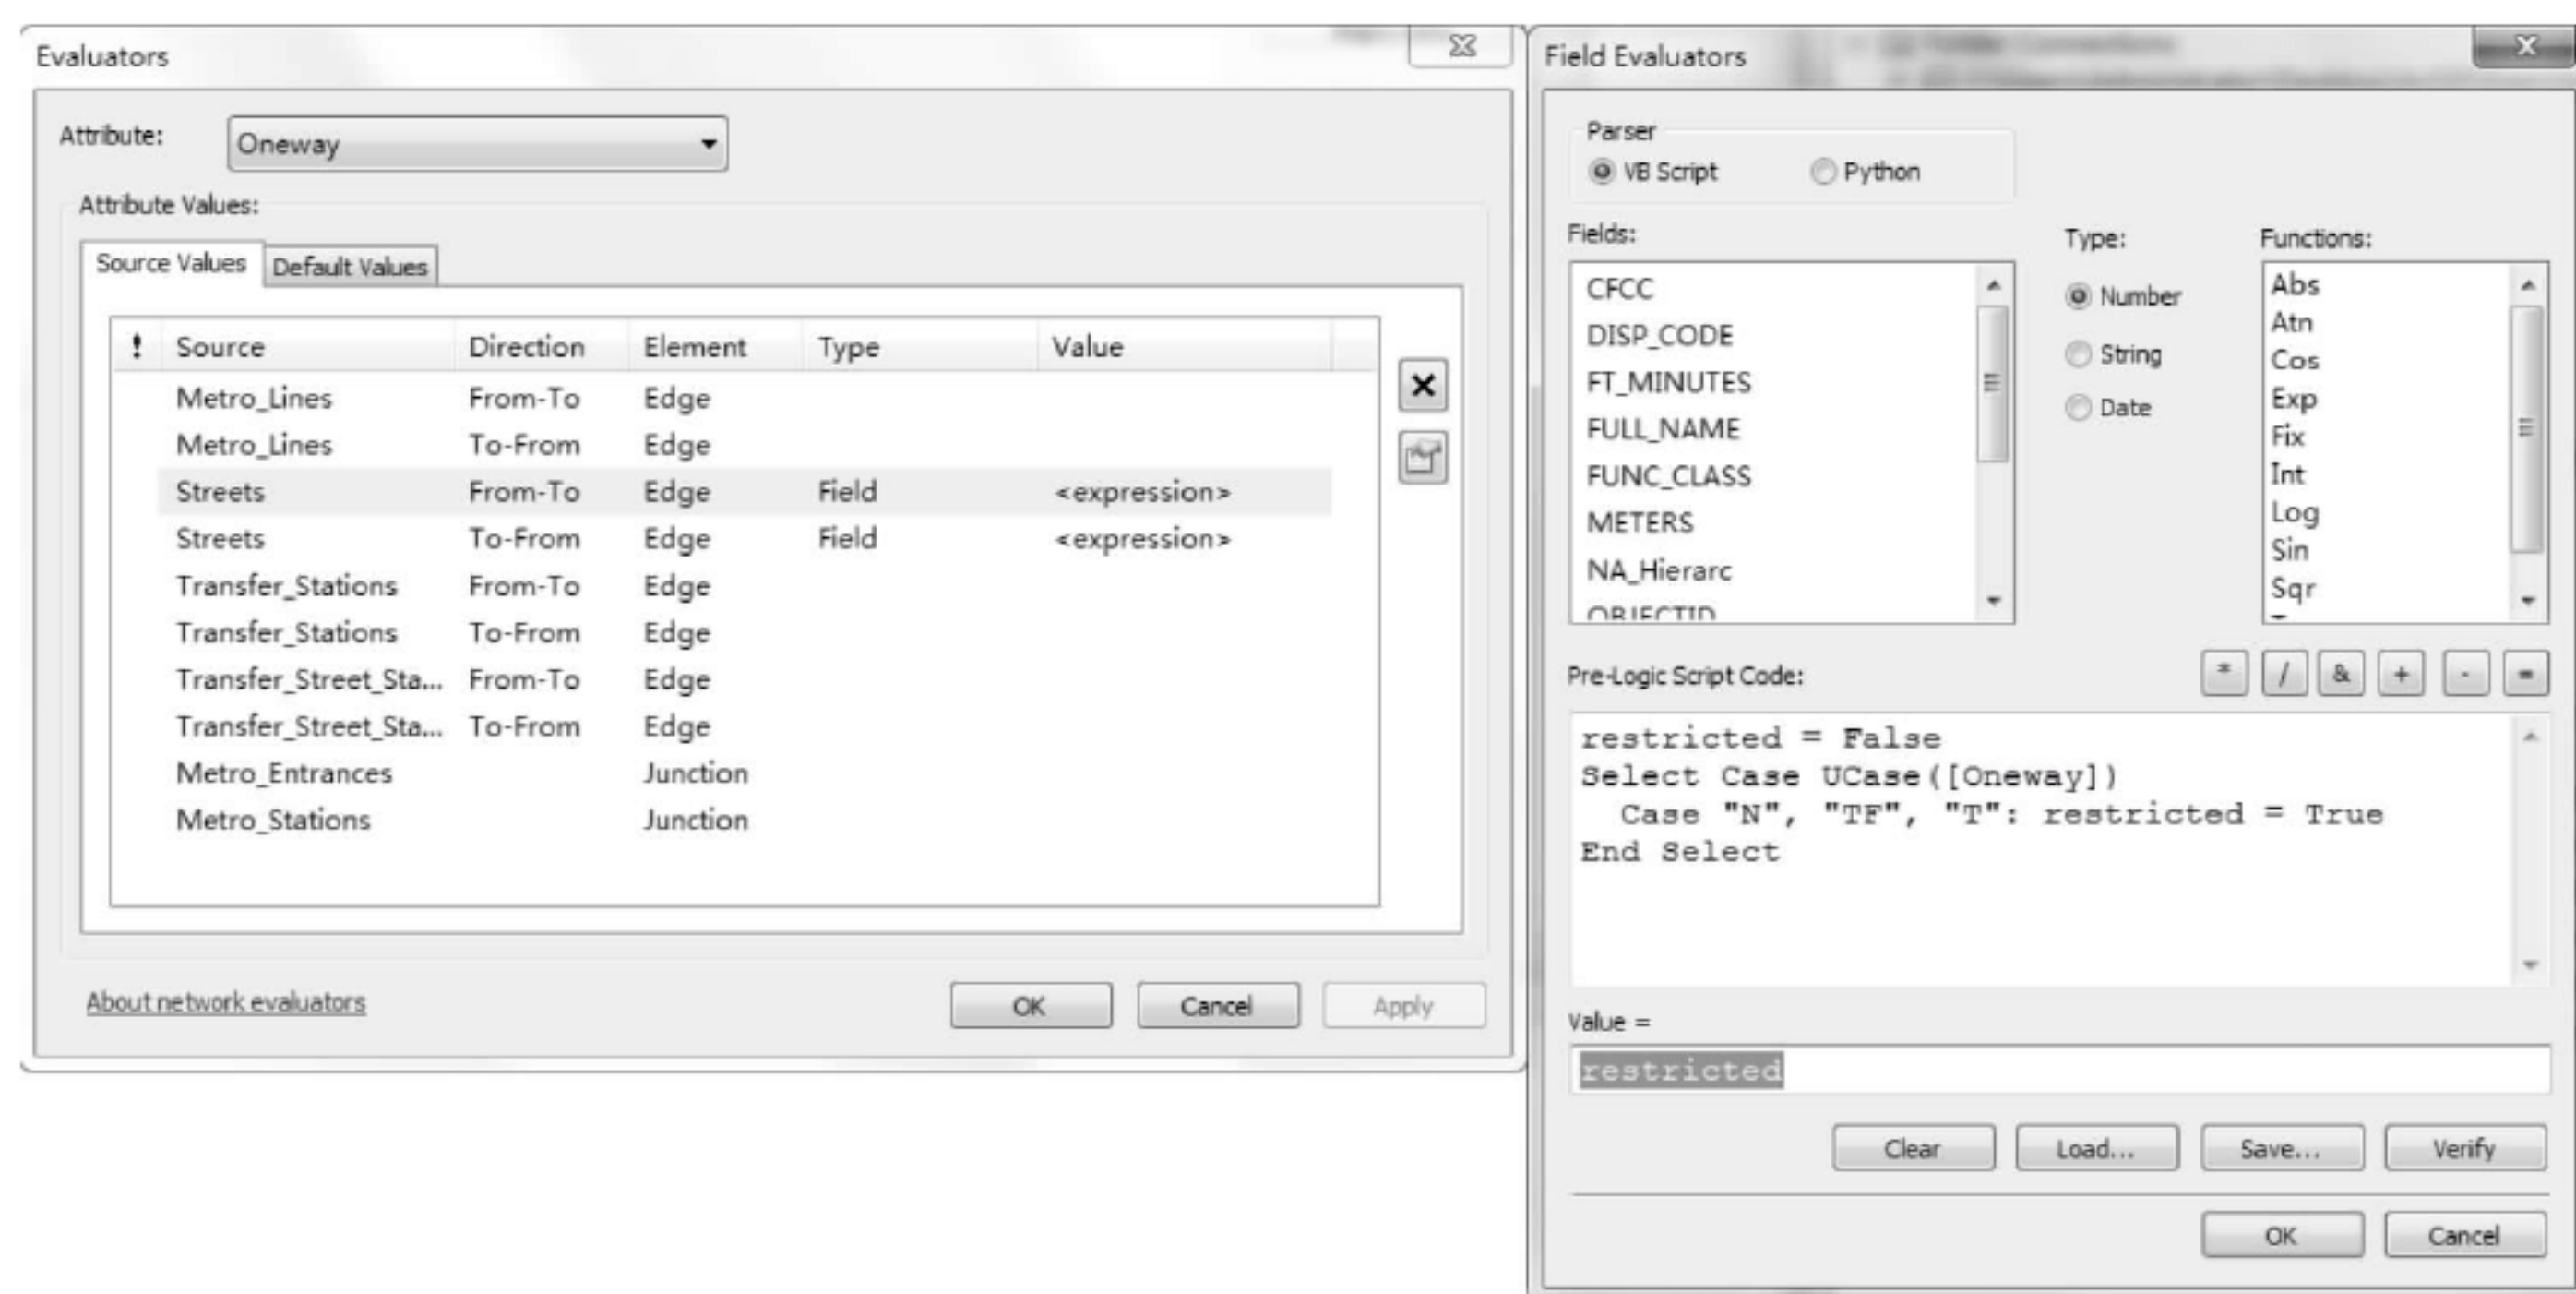 Evaluators
Attribute:
Oneway
Attribute Values:
Source Values
Default Values
! Source Direction Element Type Value
Metro_Lines From-To Edge
Metro_Lines To-From Edge
Streets From-To Edge Field <expression>
Streets To-From Edge Field <expression>
Transfer_Stations From-To Edge
Transfer_Stations To-From Edge
Transfer_Street_Sta... From-To Edge
Transfer_Street_Sta... To-From Edge
Metro_Entrances Junction
Metro_Stations Junction
About network evaluators
OK
Cancel
Apply
Field Evaluators
Parser
VB Script
Python
Fields:
CFCC
DISP_CODE
FT_MINUTES
FULL_NAME
FUNC_CLASS
METERS
NA_Hierarc
OBJECTID
Type:
Number
String
Date
Functions:
Abs
Atn
Cos
Exp
Fix
Int
Log
Sin
Sqr
Pre-Logic Script Code:
* / & + - =
restricted = False
Select Case UCase([Oneway])
Case "N", "TF", "T": restricted = True
End Select
Value =
restricted
Clear
Load...
Save...
Verify
OK
Cancel